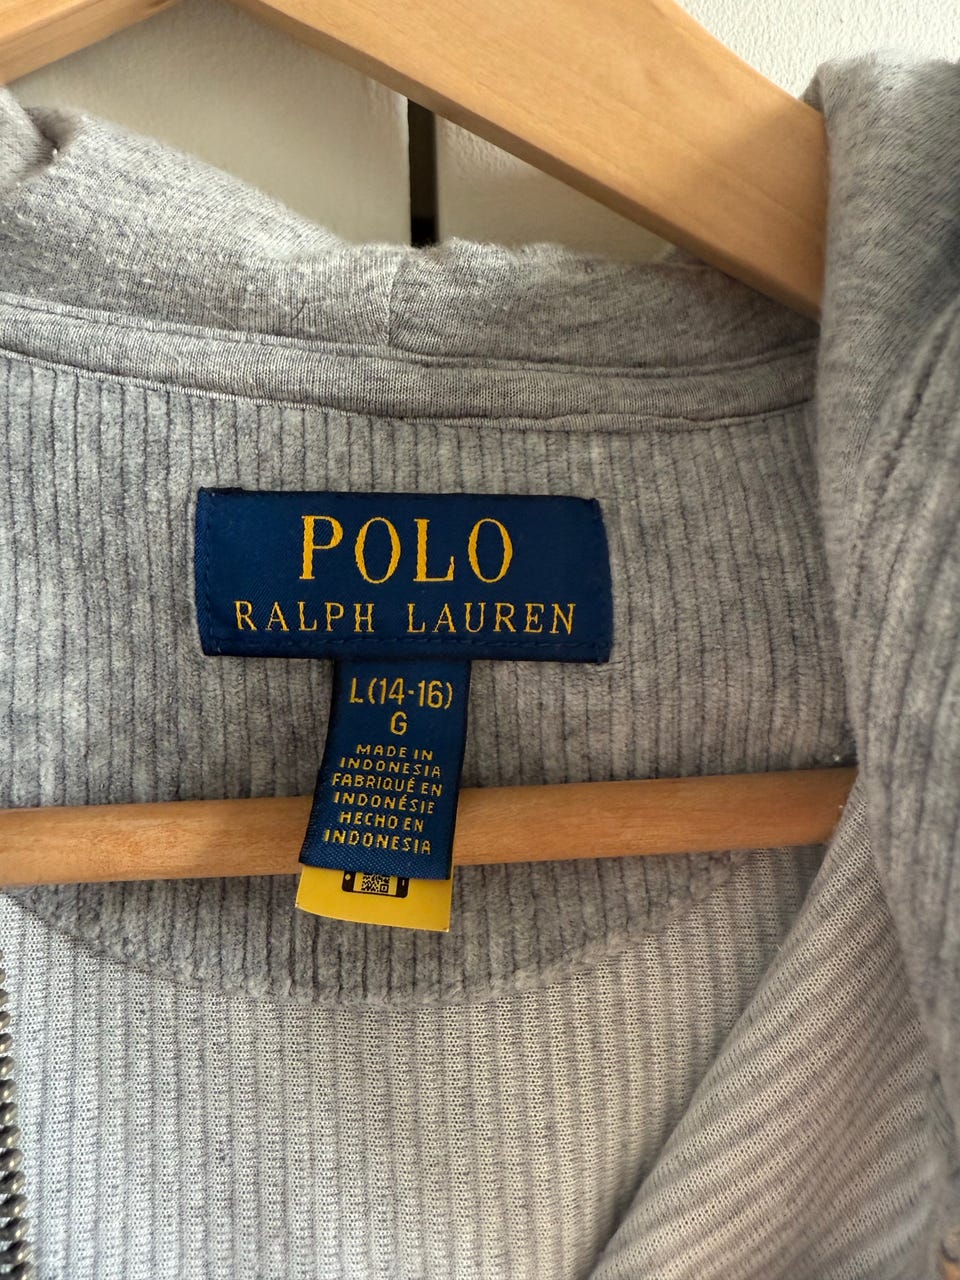 POLO
RALPH LAUREN
L(14-16)
G
MADE IN
INDONESIA
FABRIQUÉ EN
INDONÉSIE
HECHO EN
INDONESIA